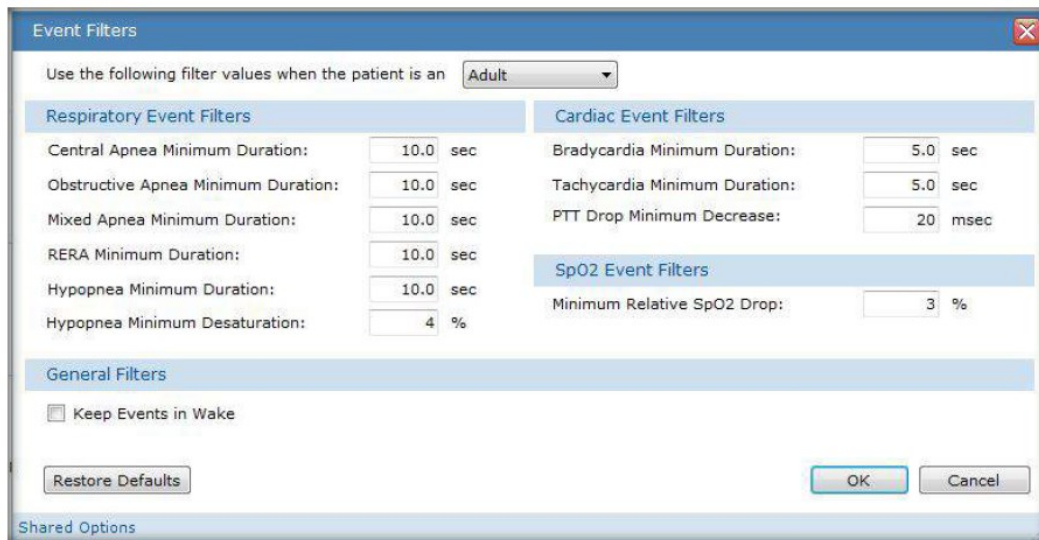 Event Filters
Use the following filter values when the patient is an Adult
Respiratory Event Filters
Central Apnea Minimum Duration: 10.0 sec
Obstructive Apnea Minimum Duration: 10.0 sec
Mixed Apnea Minimum Duration: 10.0 sec
RERA Minimum Duration: 10.0 sec
Hypopnea Minimum Duration: 10.0 sec
Hypopnea Minimum Desaturation: 4 %
Cardiac Event Filters
Bradycardia Minimum Duration: 5.0 sec
Tachycardia Minimum Duration: 5.0 sec
PTT Drop Minimum Decrease: 20 msec
SpO2 Event Filters
Minimum Relative SpO2 Drop: 3 %
General Filters
Keep Events in Wake
Restore Defaults
OK
Cancel
Shared Options